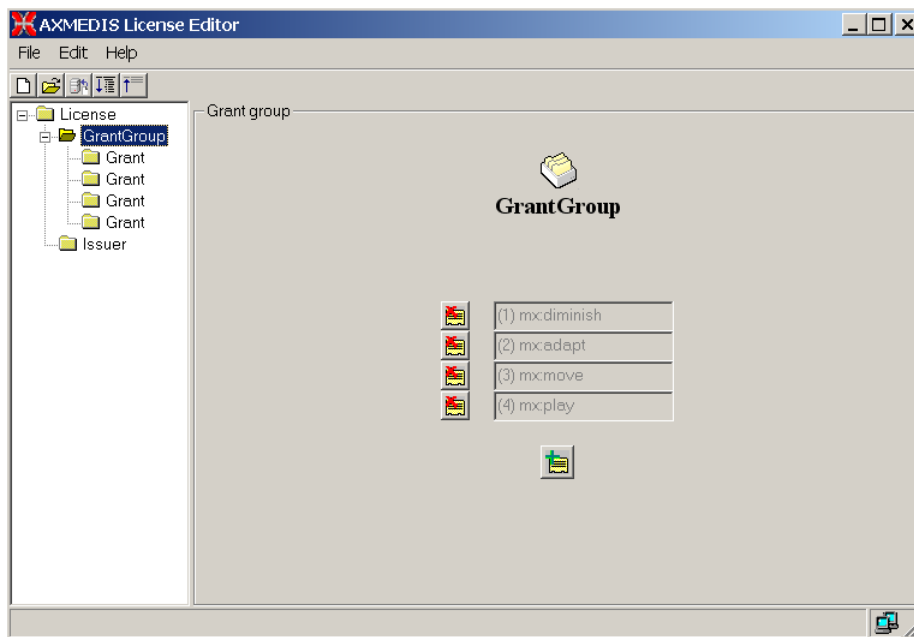 AXMEDIS License Editor
File Edit Help
License
GrantGroup
Grant
Grant
Grant
Grant
Issuer
Grant group
GrantGroup
(1) mx:diminish
(2) mx:adapt
(3) mx:move
(4) mx:play